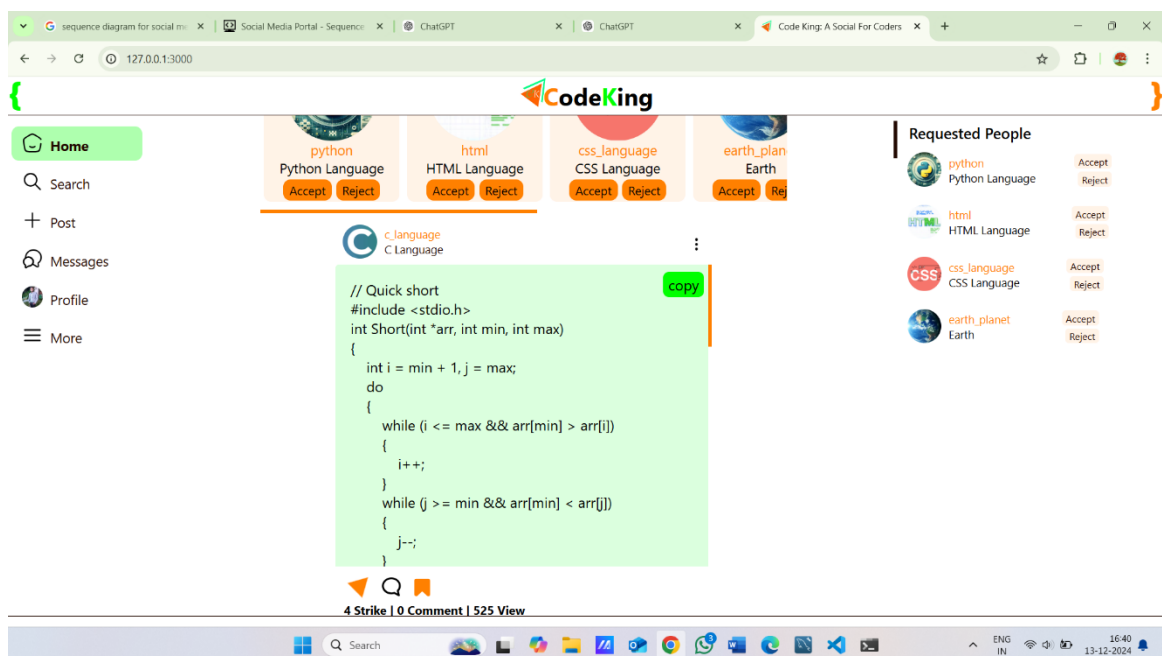 sequence diagram for social me
Social Media Portal - Sequence
ChatGPT
ChatGPT
Code King: A Social For Coders
127.0.0.1:3000
{
CodeKing
}
Home
Search
Post
Messages
Profile
More
python
Python Language
Accept Reject
html
HTML Language
Accept Reject
css_language
CSS Language
Accept Reject
earth_plan
Earth
Accept Rej
c_language
C Language
copy
// Quick short
#include <stdio.h>
int Short(int *arr, int min, int max)
{
int i = min + 1, j = max;
do
{
while (i <= max && arr[min] > arr[i])
{
i++;
}
while (j >= min && arr[min] < arr[j])
{
j--;
}
4 Strike | 0 Comment | 525 View
Requested People
python
Python Language
Accept
Reject
html
HTML Language
Accept
Reject
CSS
css_language
CSS Language
Accept
Reject
earth_planet
Earth
Accept
Reject
Search
ENG
IN
16:40
13-12-2024